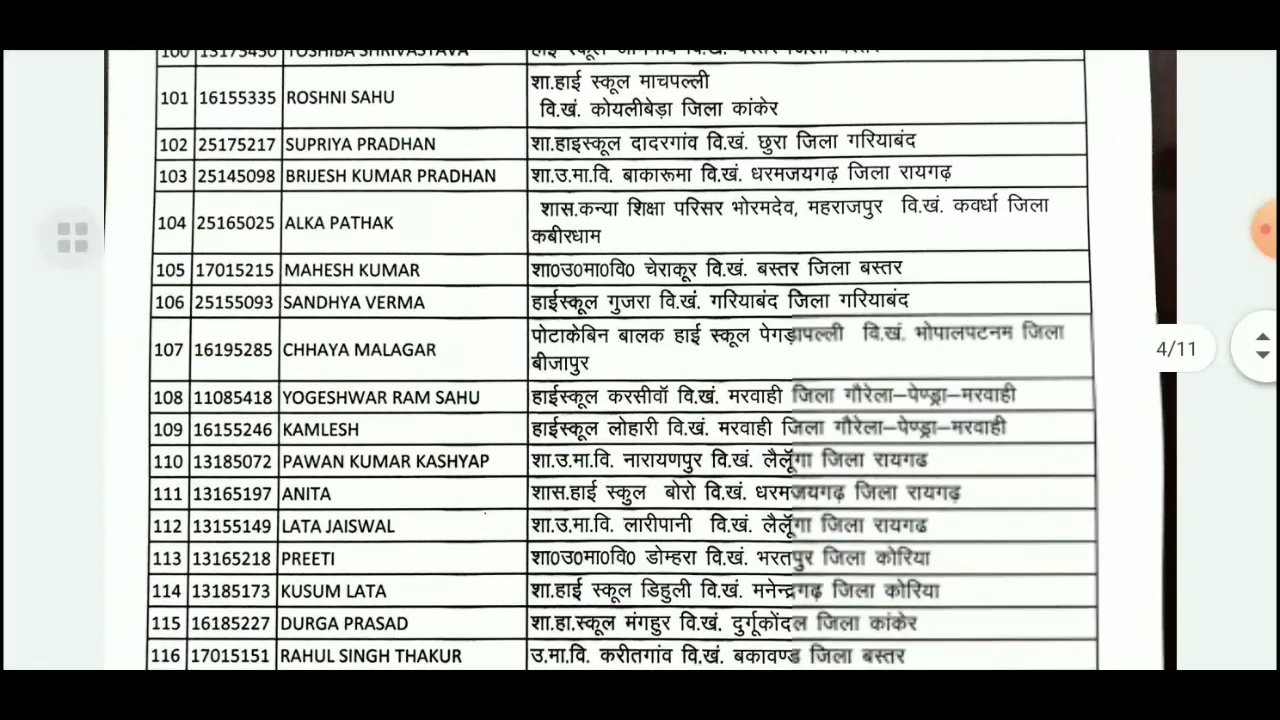 101 16155335 ROSHNI SAHU शा.हाई स्कूल माचपल्ली
वि.खं. कोयलीबेड़ा जिला कांकेर
102 25175217 SUPRIYA PRADHAN शा.हाइस्कूल दादरगांव वि.खं. छुरा जिला गरियाबंद
103 25145098 BRIJESH KUMAR PRADHAN शा.उ.मा.वि. बाकारूमा वि.खं. धरमजयगढ़ जिला रायगढ़
104 25165025 ALKA PATHAK शास.कन्या शिक्षा परिसर भोरमदेव, महराजपुर वि.खं. कवर्धा जिला
कबीरधाम
105 17015215 MAHESH KUMAR शा0उ0मा0वि0 चेराकूर वि.खं. बस्तर जिला बस्तर
106 25155093 SANDHYA VERMA हाईस्कूल गुजरा वि.खं. गरियाबंद जिला गरियाबंद
107 16195285 CHHAYA MALAGAR पोटाकेबिन बालक हाई स्कूल पेगड़ापल्ली वि.खं. भोपालपटनम जिला
बीजापुर
4/11
108 11085418 YOGESHWAR RAM SAHU हाईस्कूल करसीवॉ वि.खं. मरवाही जिला गौरेला–पेण्ड्रा–मरवाही
109 16155246 KAMLESH हाईस्कूल लोहारी वि.खं. मरवाही जिला गौरेला–पेण्ड्रा–मरवाही
110 13185072 PAWAN KUMAR KASHYAP शा.उ.मा.वि. नारायणपुर वि.खं. लैलूॅगा जिला रायगढ
111 13165197 ANITA शास.हाई स्कुल बोरो वि.खं. धरमजयगढ़ जिला रायगढ़
112 13155149 LATA JAISWAL शा.उ.मा.वि. लारीपानी वि.खं. लैलूॅगा जिला रायगढ
113 13165218 PREETI शा0उ0मा0वि0 डोम्हरा वि.खं. भरतपुर जिला कोरिया
114 13185173 KUSUM LATA शा.हाई स्कूल डिहुली वि.खं. मनेन्द्रगढ़ जिला कोरिया
115 16185227 DURGA PRASAD शा.हा.स्कूल मंगहुर वि.खं. दुर्गूकोंदल जिला कांकेर
116 17015151 RAHUL SINGH THAKUR उ.मा.वि. करीतगांव वि.खं. बकावण्ड जिला बस्तर